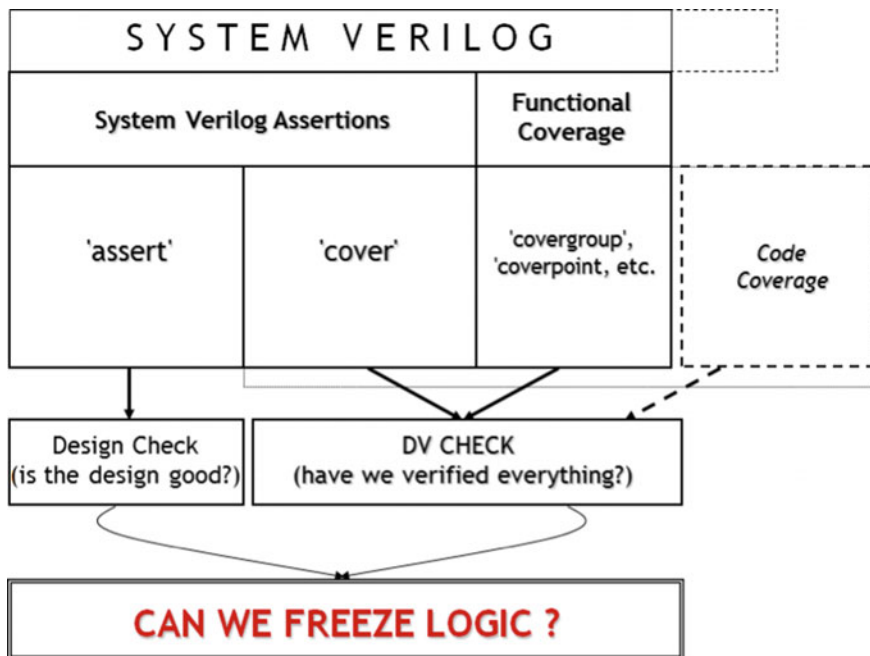 SYSTEM VERILOG
System Verilog Assertions
Functional
Coverage
'assert'
'cover'
'covergroup',
'coverpoint, etc.
Code
Coverage
Design Check
(is the design good?)
DV CHECK
(have we verified everything?)
CAN WE FREEZE LOGIC ?